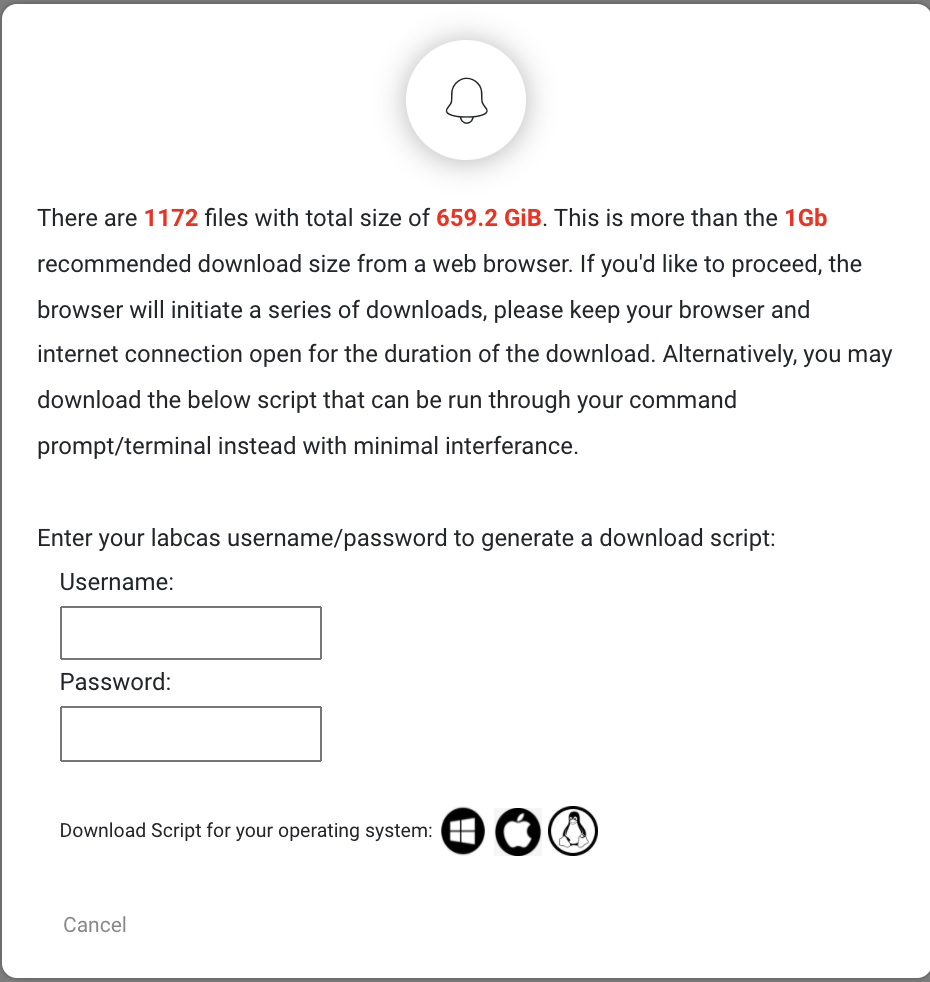 There are 1172 files with total size of 659.2 GiB. This is more than the 1Gb
recommended download size from a web browser. If you'd like to proceed, the
browser will initiate a series of downloads, please keep your browser and
internet connection open for the duration of the download. Alternatively, you may
download the below script that can be run through your command
prompt/terminal instead with minimal interferance.
Enter your labcas username/password to generate a download script:
Username:
Password:
Download Script for your operating system:
Cancel